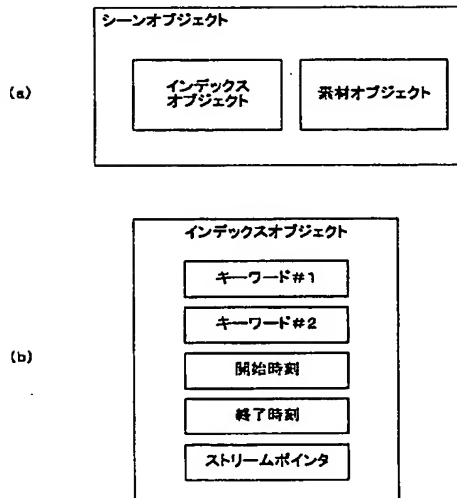 シーンオブジェクト
(a)
インデックス
オブジェクト
素材オブジェクト
インデックスオブジェクト
キーワード#1
キーワード#2
(b)
開始時刻
終了時刻
ストリームポインタ